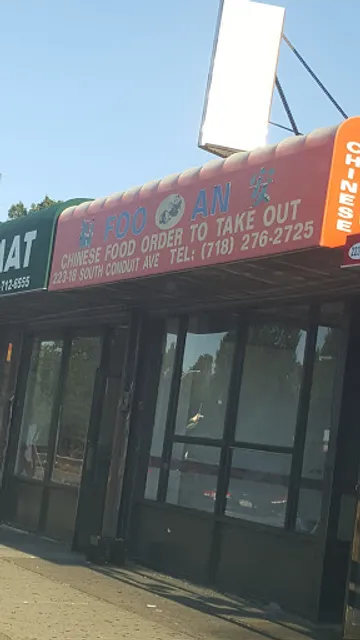 FOO AN
CHINESE FOOD ORDER TO TAKE OUT
223-18 SOUTH CONDUIT AVE TEL: (718) 276-2725
CHINESE
MAT
-712-6555